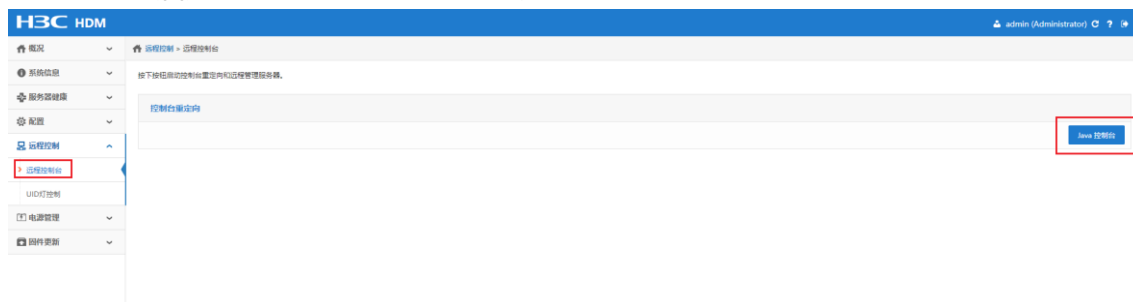 H3C HDM
admin (Administrator)
概况
远程控制 > 远程控制台
系统信息
按下按钮启动控制台重定向和远程管理服务器。
服务器健康
控制台重定向
配置
Java 控制台
远程控制
远程控制台
UID灯控制
电源管理
固件更新